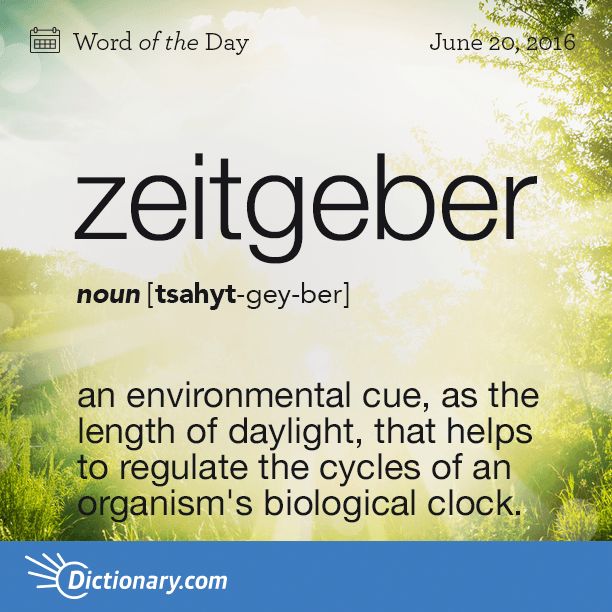 Word of the Day
June 20, 2016
zeitgeber
noun [tsahyt-gey-ber]
an environmental cue, as the
length of daylight, that helps
to regulate the cycles of an
organism's biological clock.
Dictionary.com